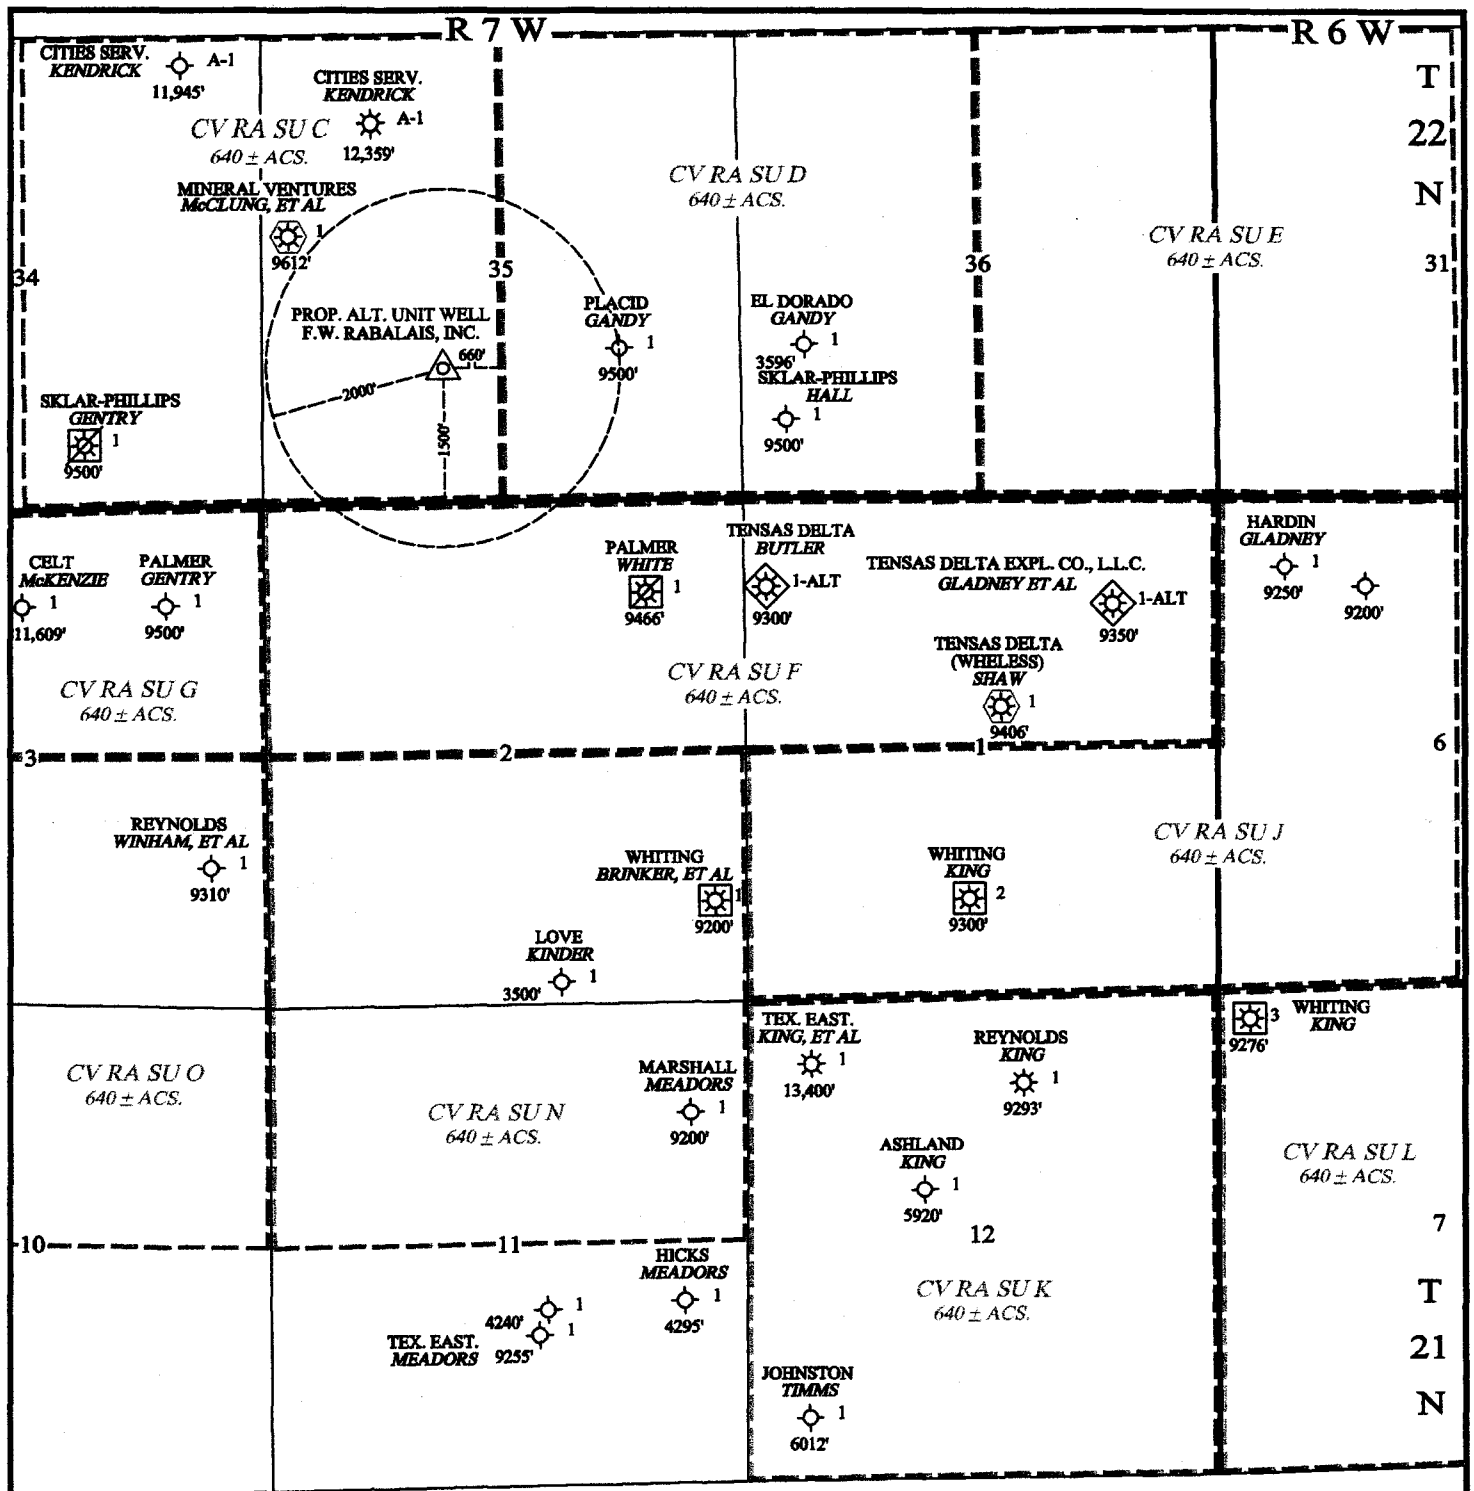 R 7 W
R 6 W
T
22
N
CITIES SERV.
KENDRICK
A-1
11,945'
CITIES SERV.
KENDRICK
A-1
12,359'
CV RA SU C
640 ± ACS.
CV RA SU D
640 ± ACS.
MINERAL VENTURES
McCLUNG, ET AL
1
9612'
CV RA SU E
640 ± ACS.
34
35
36
31
PROP. ALT. UNIT WELL
F.W. RABALAIS, INC.
660'
2000'
1500'
PLACID
GANDY
1
9500'
EL DORADO
GANDY
1
3596'
SKLAR-PHILLIPS
HALL
1
9500'
SKLAR-PHILLIPS
GENTRY
1
9500'
CELT
McKENZIE
1
11,609'
PALMER
GENTRY
1
9500'
PALMER
WHITE
1
9466'
TENSAS DELTA
BUTLER
1-ALT
9300'
TENSAS DELTA EXPL. CO., L.L.C.
GLADNEY ET AL
1-ALT
9350'
HARDIN
GLADNEY
1
9250'
9200'
TENSAS DELTA
(WHELESS)
SHAW
1
9406'
CV RA SU G
640 ± ACS.
CV RA SU F
640 ± ACS.
3
2
1
6
REYNOLDS
WINHAM, ET AL
1
9310'
WHITING
BRINKER, ET AL
1
9200'
WHITING
KING
2
9300'
CV RA SU J
640 ± ACS.
LOVE
KINDER
1
3500'
TEX. EAST.
KING, ET AL
1
13,400'
REYNOLDS
KING
1
9293'
3
WHITING
KING
9276'
CV RA SU O
640 ± ACS.
CV RA SU N
640 ± ACS.
MARSHALL
MEADORS
1
9200'
ASHLAND
KING
1
5920'
CV RA SU L
640 ± ACS.
10
11
12
7
HICKS
MEADORS
1
4295'
CV RA SU K
640 ± ACS.
4240'
1
TEX. EAST.
MEADORS
9255'
1
JOHNSTON
TIMMS
1
6012'
T
21
N